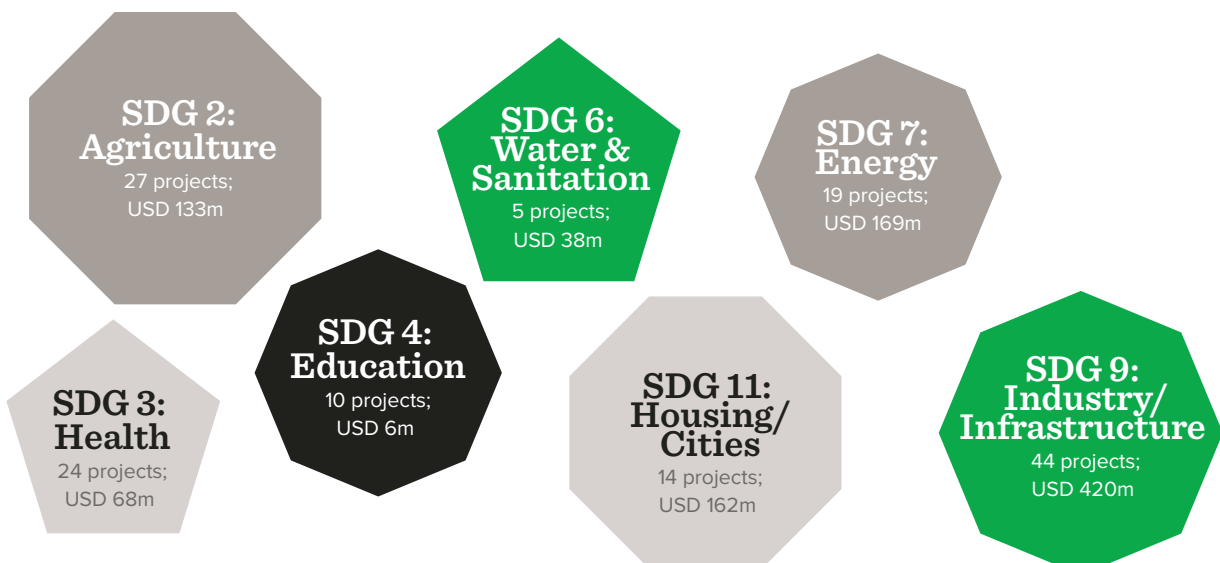 SDG 2:
Agriculture
27 projects;
USD 133m
SDG 6:
Water &
Sanitation
5 projects;
USD 38m
SDG 7:
Energy
19 projects;
USD 169m
SDG 3:
Health
24 projects;
USD 68m
SDG 4:
Education
10 projects;
USD 6m
SDG 11:
Housing/
Cities
14 projects;
USD 162m
SDG 9:
Industry/
Infrastructure
44 projects;
USD 420m